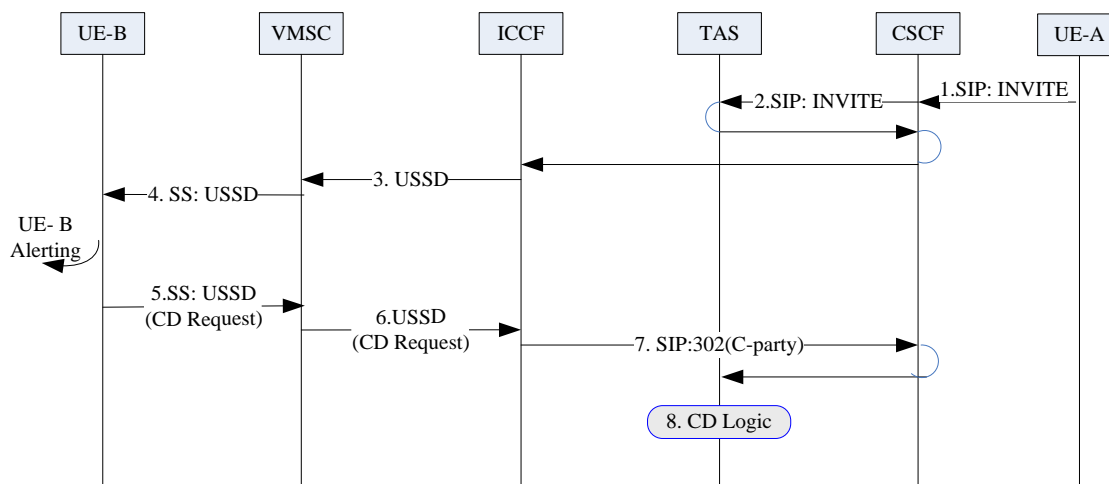 UE-B
VMSC
ICCF
TAS
CSCF
UE-A
1.SIP: INVITE
2.SIP: INVITE
3. USSD
4. SS: USSD
UE- B
Alerting
5.SS: USSD
(CD Request)
6.USSD
(CD Request)
7. SIP:302(C-party)
8. CD Logic